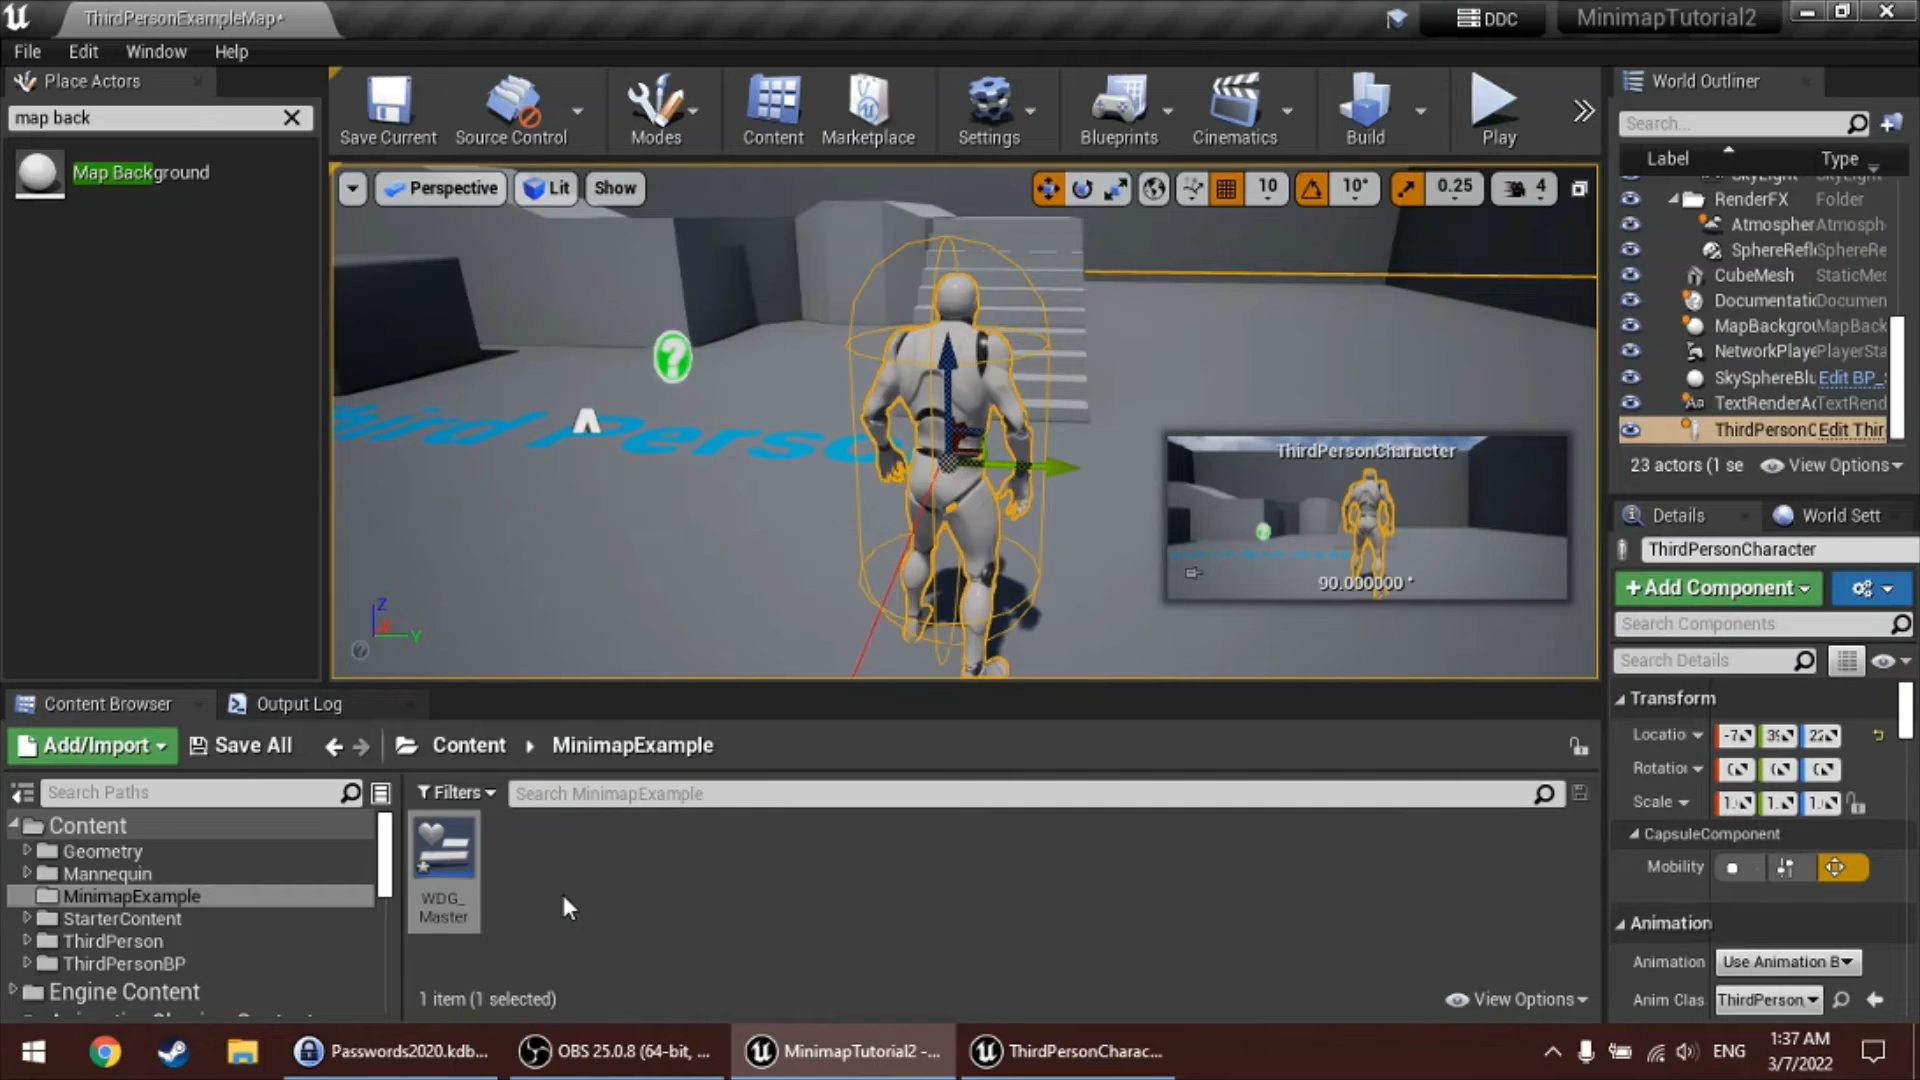 ThirdPersonExampleMap*
DDC
MinimapTutorial2
File Edit Window Help
Place Actors
map back
Map Background
Save Current
Source Control
Modes
Content
Marketplace
Settings
Blueprints
Cinematics
Build
Play
Perspective
Lit
Show
10
10°
0.25
4
ThirdPersonCharacter
90.000000 °
Z
Y
World Outliner
Search...
Label Type
RenderFX Folder
Atmospher Atmosph
SphereRefl SphereRe
CubeMesh StaticMes
Documentati Documen
MapBackgrou MapBack
NetworkPlaye PlayerSta
SkySphereBlu Edit BP_
TextRenderAc TextRend
ThirdPersonC Edit Thir
23 actors (1 se View Options
Details
World Sett
ThirdPersonCharacter
+Add Component
Search Components
Search Details
Transform
Locatio
Rotation
Scale
CapsuleComponent
Mobility
Animation
Animation Use Animation B
Anim Clas ThirdPerson_
Content Browser
Output Log
Add/Import
Save All
Content
MinimapExample
Search Paths
Filters
Search MinimapExample
Content
Geometry
Mannequin
MinimapExample
StarterContent
ThirdPerson
ThirdPersonBP
Engine Content
WDG_
Master
1 item (1 selected)
View Options
Passwords2020.kdb...
OBS 25.0.8 (64-bit, ...
MinimapTutorial2 -...
ThirdPersonCharac...
ENG
1:37 AM
3/7/2022